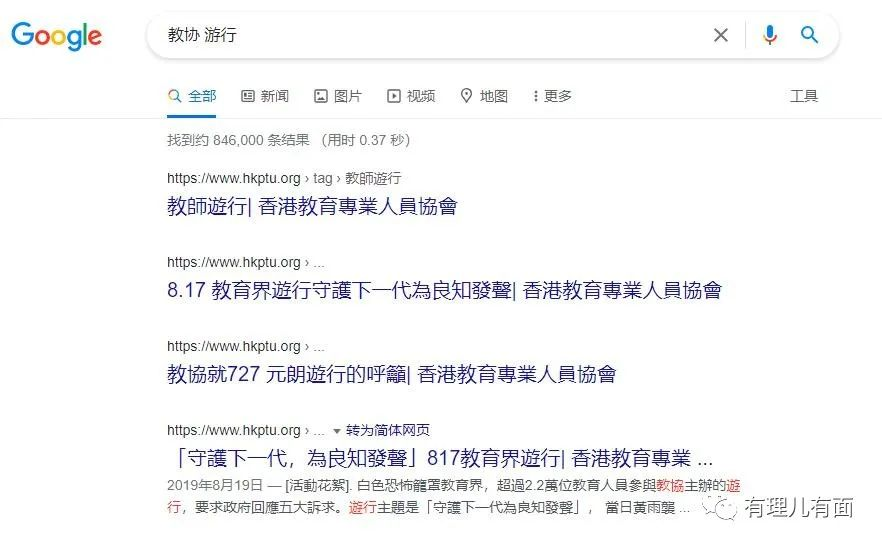 Google 教协 游行
全部 新闻 图片 视频 地图 更多 工具
找到约 846,000 条结果 （用时 0.37 秒）
https://www.hkptu.org › tag › 教師遊行
教師遊行| 香港教育專業人員協會
https://www.hkptu.org › ...
8.17 教育界遊行守護下一代為良知發聲| 香港教育專業人員協會
https://www.hkptu.org › ...
教協就727 元朗遊行的呼籲| 香港教育專業人員協會
https://www.hkptu.org › ... 转为简体网页
「守護下一代，為良知發聲」817教育界遊行| 香港教育專業 ...
2019年8月19日 — [活動花絮]. 白色恐怖籠罩教育界，超過2.2萬位教育人員參與教協主辦的遊
行，要求政府回應五大訴求。遊行主題是「守護下一代為良知發聲」， 當日黃雨襲 ...
有理儿有面